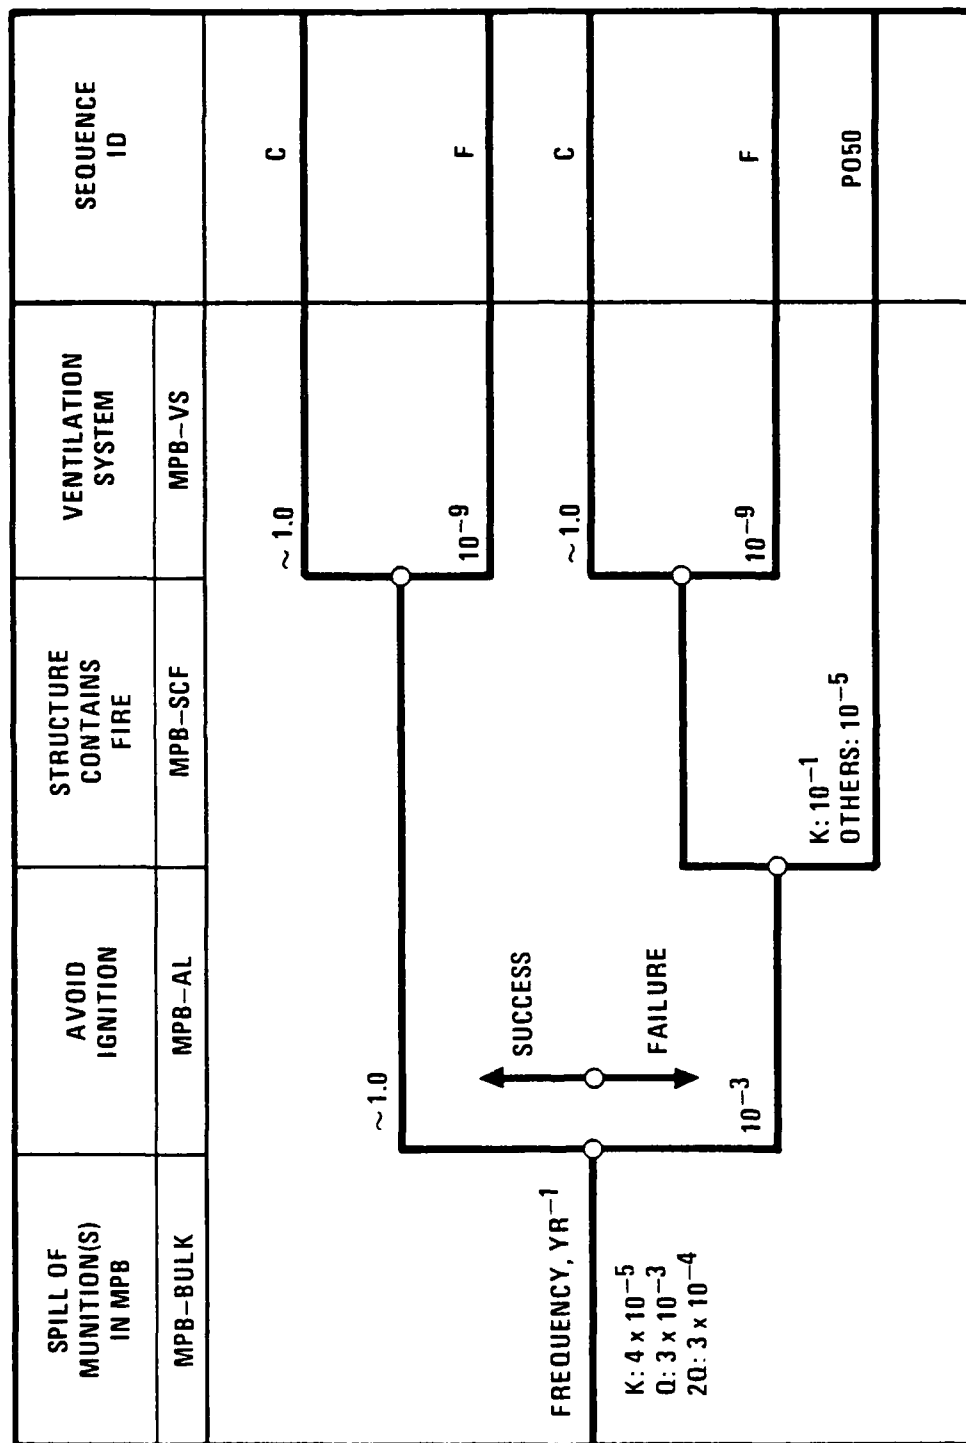 SPILL OF
MUNITION(S)
IN MPB
AVOID
IGNITION
STRUCTURE
CONTAINS
FIRE
VENTILATION
SYSTEM
SEQUENCE
ID
MPB-BULK
MPB-AL
MPB-SCF
MPB-VS
~1.0
C
~1.0
10⁻⁹
F
SUCCESS
FREQUENCY, YR⁻¹
~1.0
C
K: 4 x 10⁻⁵
Q: 3 x 10⁻³
2Q: 3 x 10⁻⁴
FAILURE
10⁻³
10⁻⁹
F
K: 10⁻¹
OTHERS: 10⁻⁵
PO50